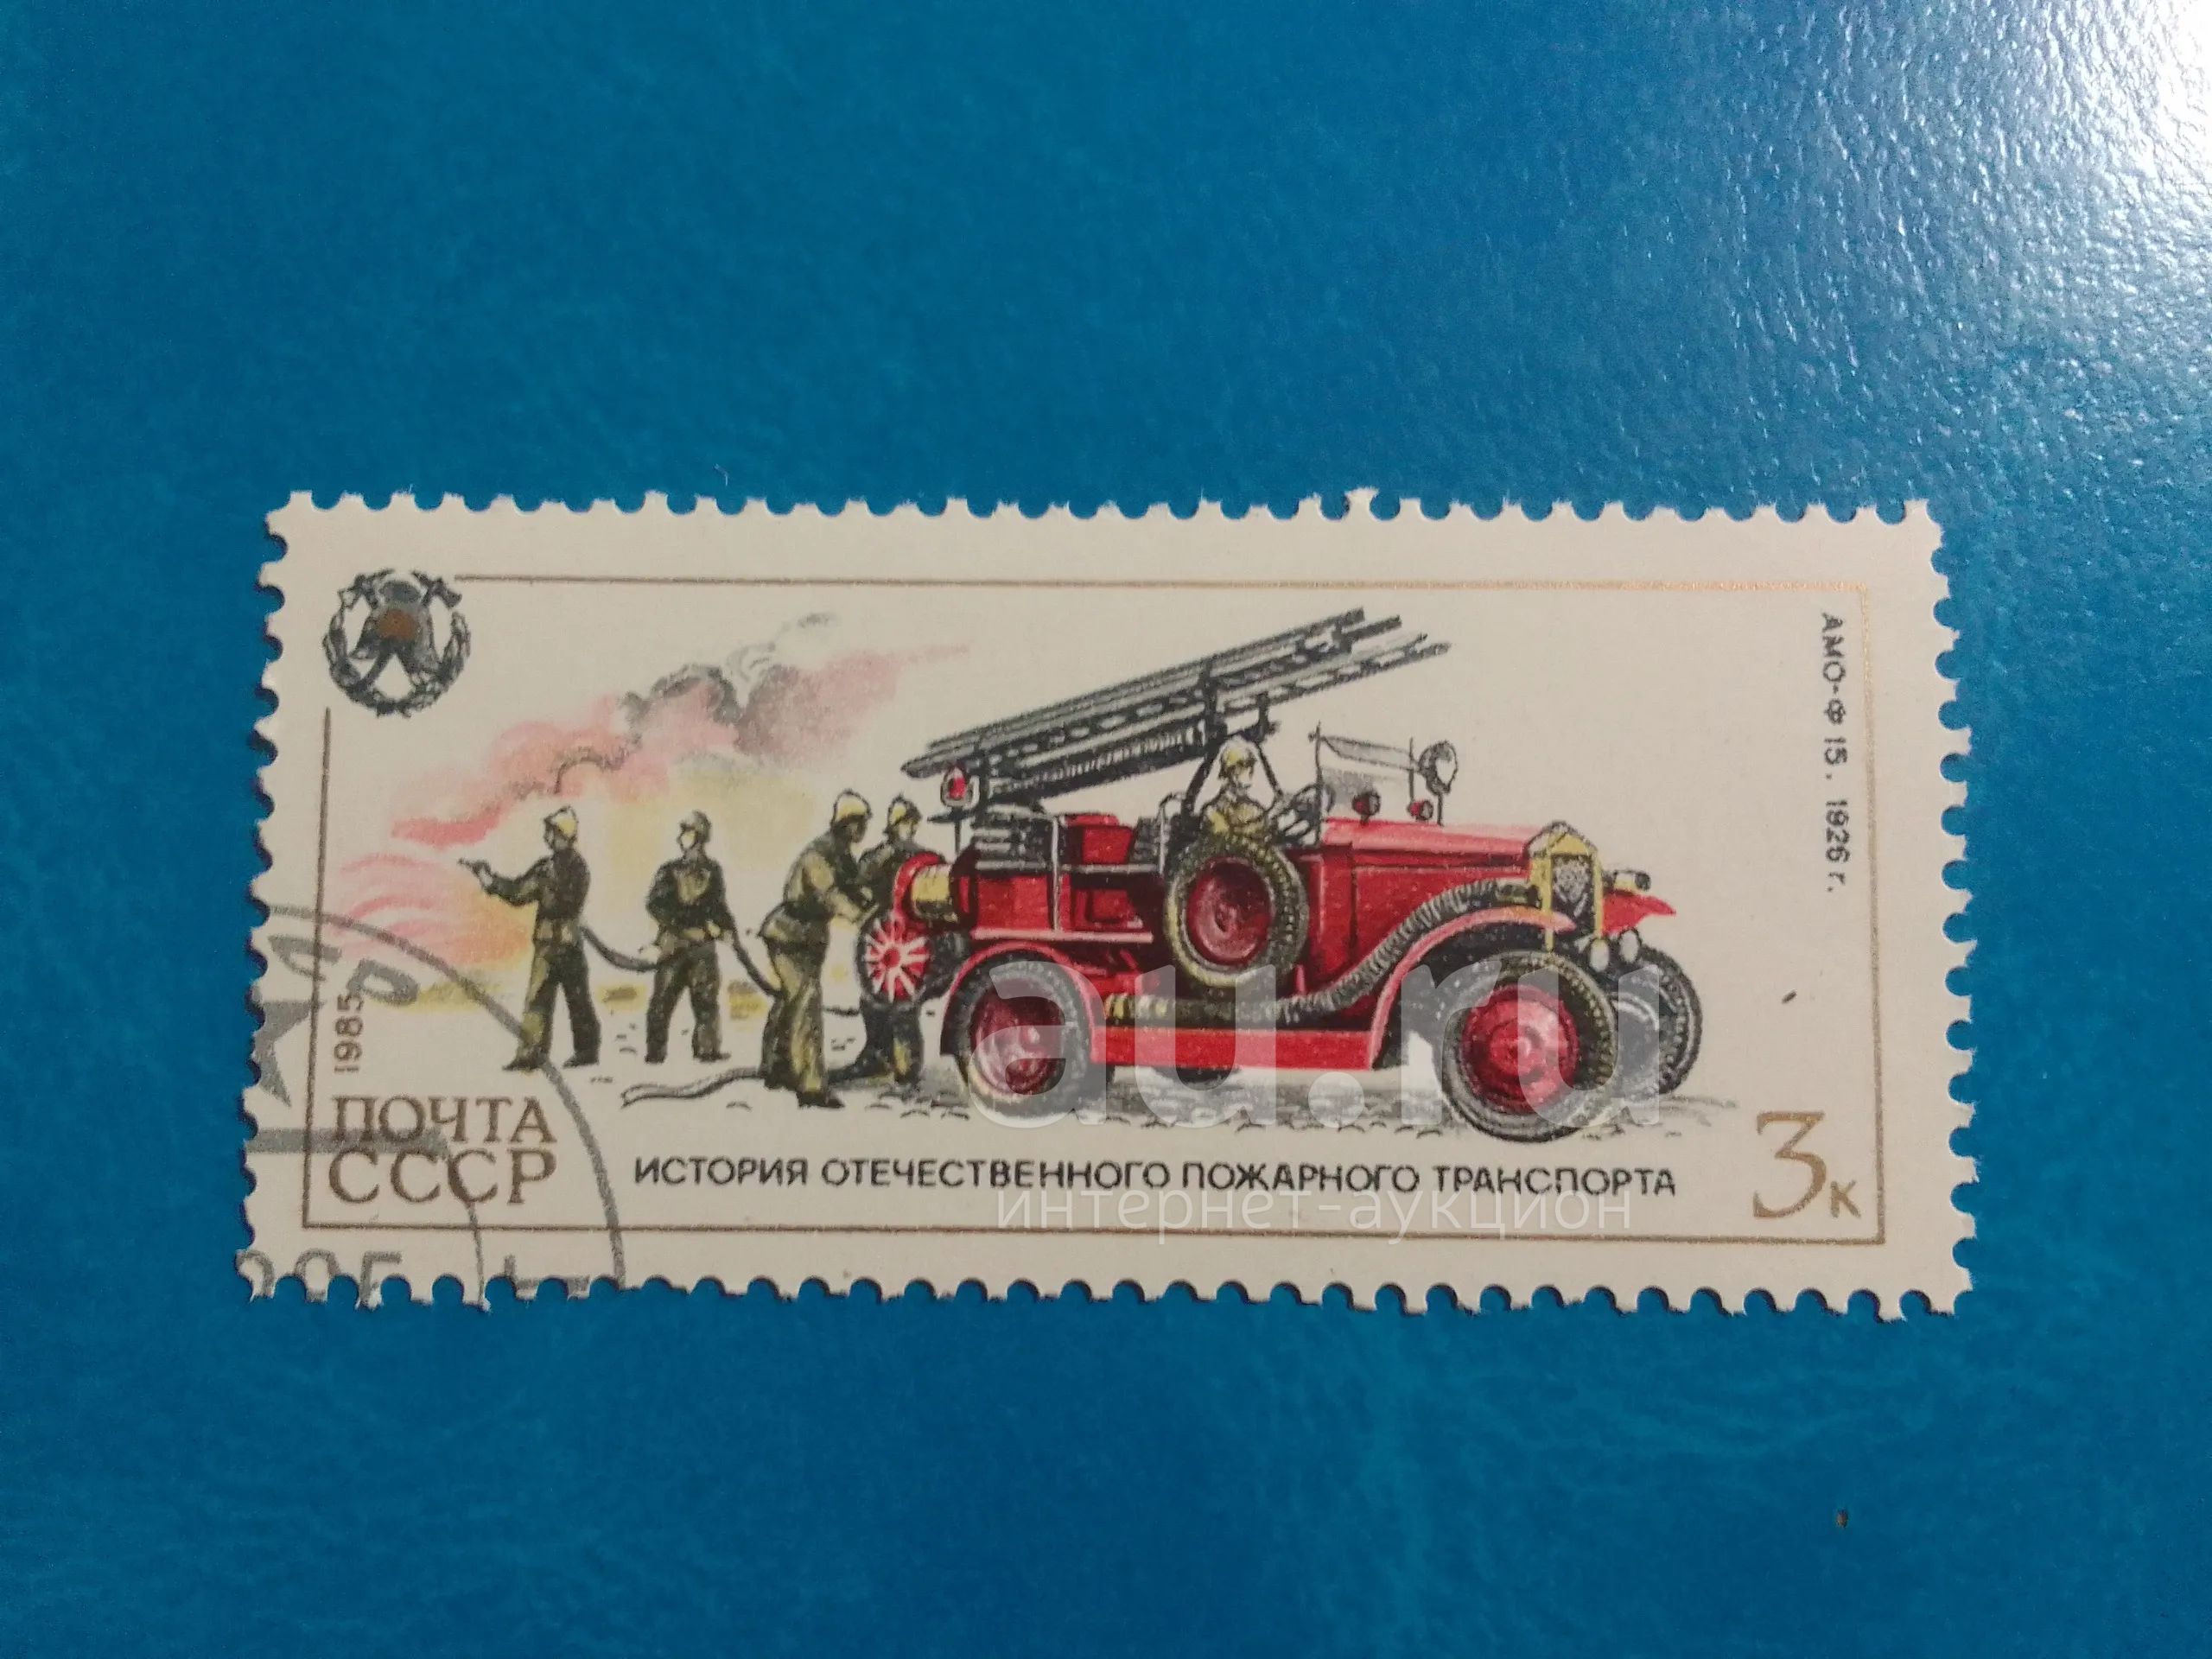 АМО-Ф 15. 1926 г.
1985
ПОЧТА
СССР
ИСТОРИЯ ОТЕЧЕСТВЕННОГО ПОЖАРНОГО ТРАНСПОРТА
3к
au.ru
интернет-аукцион